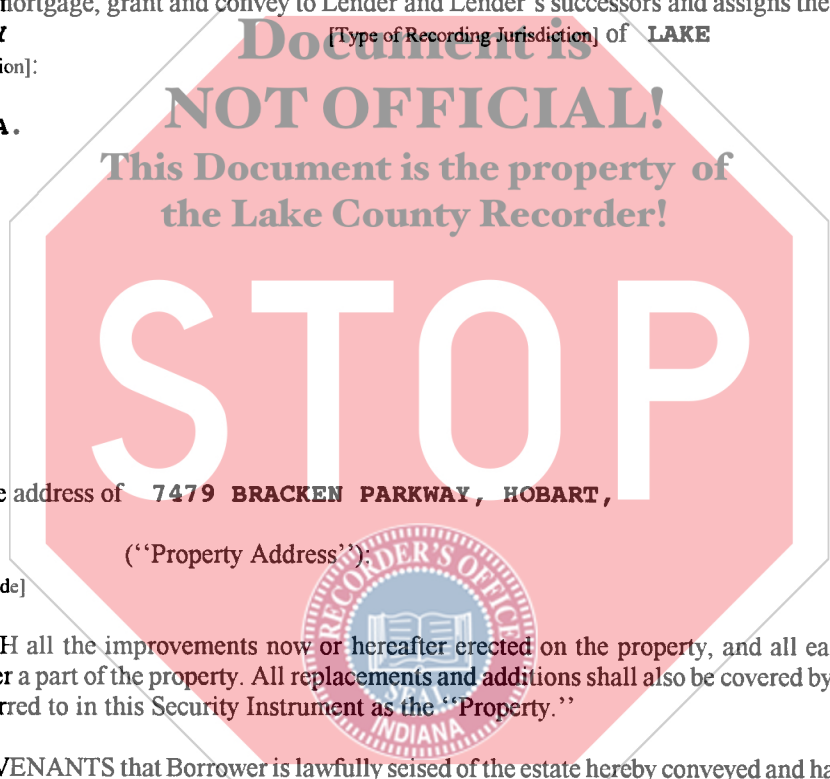 mortgage, grant and convey to Lender and Lender's successors and assigns the
Document is
Y [Type of Recording Jurisdiction] of LAKE
ion]:
NOT OFFICIAL!
A.
This Document is the property of
the Lake County Recorder!
STOP
e address of 7479 BRACKEN PARKWAY, HOBART,
(‘‘Property Address’’):
de]
RECORDER'S OFFICE
H all the improvements now or hereafter erected on the property, and all ea
er a part of the property. All replacements and additions shall also be covered by
SEAL
rred to in this Security Instrument as the ‘‘Property.’’
INDIANA
VENANTS that Borrower is lawfully seised of the estate hereby conveyed and ha